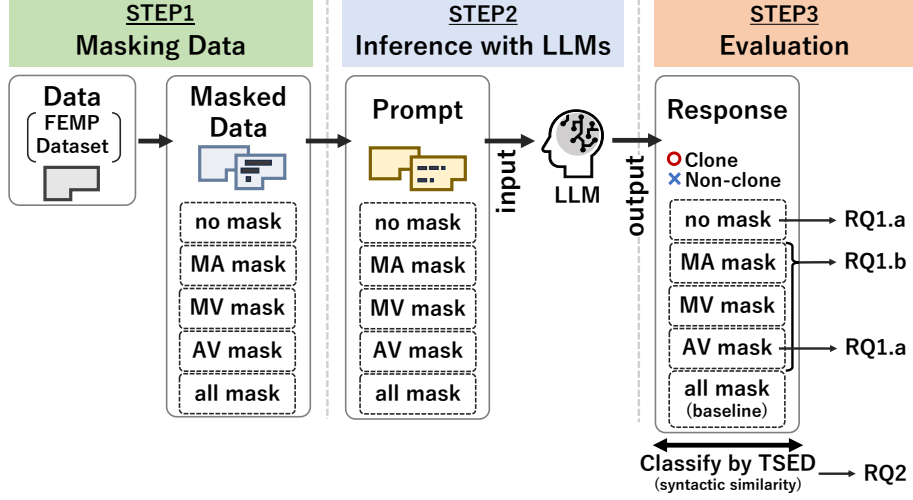 STEP1
Masking Data
STEP2
Inference with LLMs
STEP3
Evaluation
Data
FEMP
Dataset
Masked
Data
no mask
MA mask
MV mask
AV mask
all mask
Prompt
no mask
MA mask
MV mask
AV mask
all mask
input
LLM
output
Response
Clone
Non-clone
no mask
RQ1.a
MA mask
RQ1.b
MV mask
AV mask
RQ1.a
all mask
(baseline)
Classify by TSED
(syntactic similarity)
RQ2